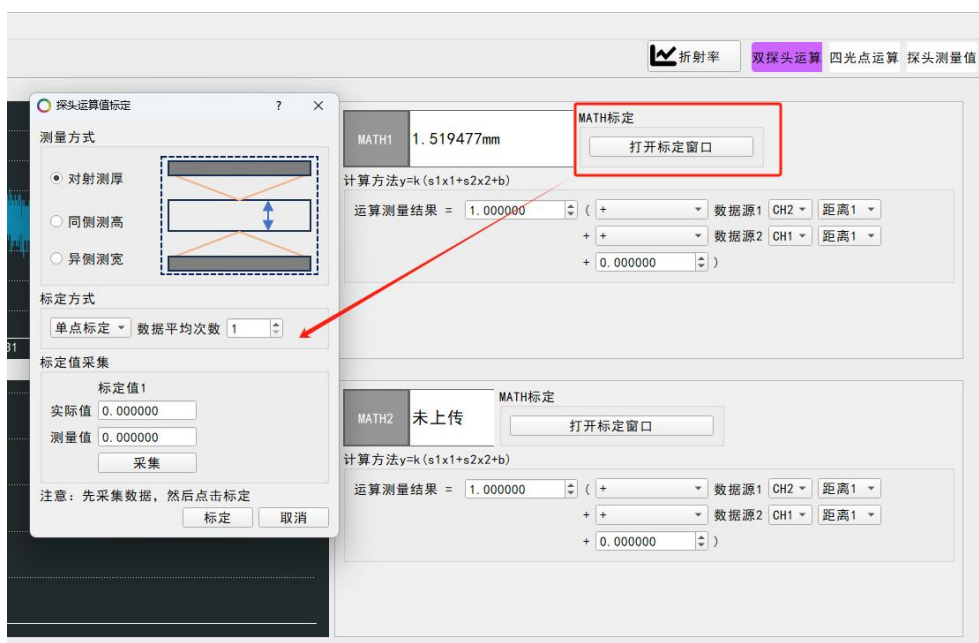 折射率 双探头运算 四光点运算 探头测量值
探头运算值标定 ? ×
测量方式
对射测厚
同侧测高
异侧测宽
标定方式
单点标定 数据平均次数 1
标定值采集
标定值1
实际值 0.000000
测量值 0.000000
采集
注意: 先采集数据, 然后点击标定
标定 取消
31
MATH1 1.519477mm
MATH标定
打开标定窗口
计算方法y=k(s1x1+s2x2+b)
运算测量结果 = 1.000000 ( + 数据源1 CH2 距离1
+ + 数据源2 CH1 距离1
+ 0.000000 )
MATH2 未上传
MATH标定
打开标定窗口
计算方法y=k(s1x1+s2x2+b)
运算测量结果 = 1.000000 ( + 数据源1 CH2 距离1
+ + 数据源2 CH1 距离1
+ 0.000000 )